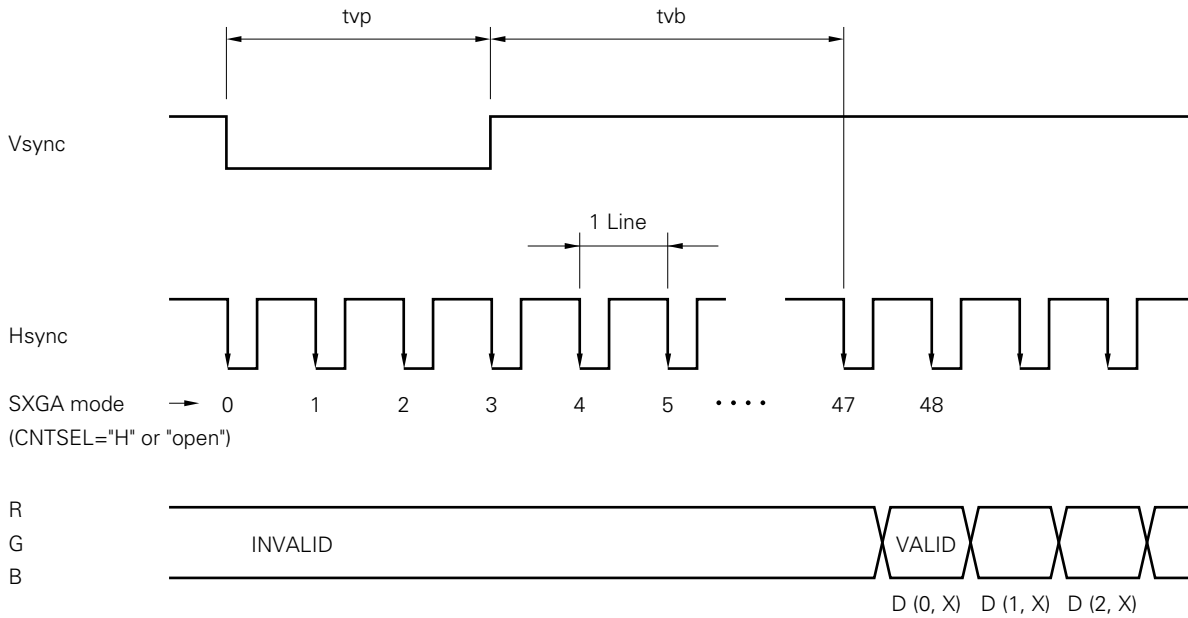 tvp tvb
Vsync
1 Line
Hsync
SXGA mode 0 1 2 3 4 5 • • • • 47 48
(CNTSEL="H" or "open")
R
G INVALID VALID
B
D (0, X) D (1, X) D (2, X)